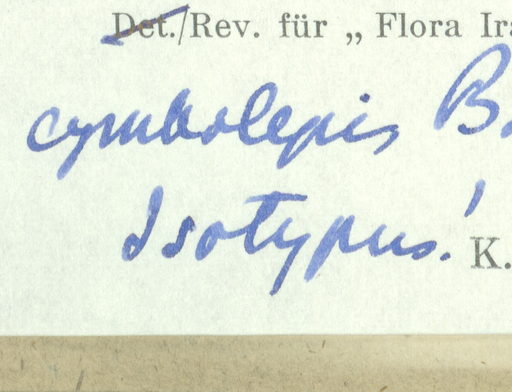 Det./Rev. für „ Flora Ira
cymbolepis B
Isotypus!
K.